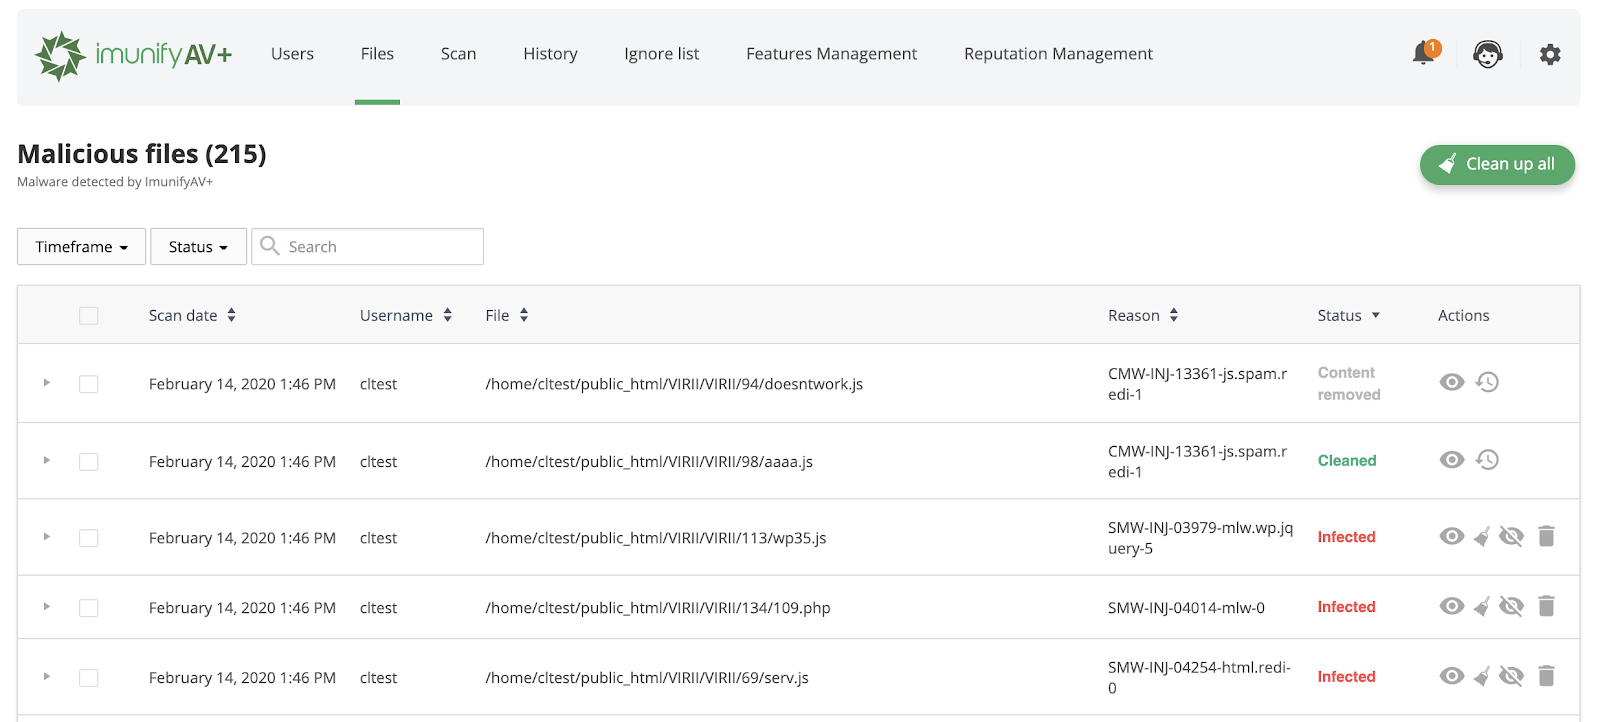 imunifyAV+ Users Files Scan History Ignore list Features Management Reputation Management 1
Malicious files (215)
Malware detected by ImunifyAV+
Clean up all
Timeframe Status Search
Scan date Username File Reason Status Actions
February 14, 2020 1:46 PM cltest /home/cltest/public_html/VIRII/VIRII/94/doesntwork.js CMW-INJ-13361-js.spam.r Content
edi-1 removed
February 14, 2020 1:46 PM cltest /home/cltest/public_html/VIRII/VIRII/98/aaaa.js CMW-INJ-13361-js.spam.r Cleaned
edi-1
February 14, 2020 1:46 PM cltest /home/cltest/public_html/VIRII/VIRII/113/wp35.js SMW-INJ-03979-mlw.wp.jq Infected
uery-5
February 14, 2020 1:46 PM cltest /home/cltest/public_html/VIRII/VIRII/134/109.php SMW-INJ-04014-mlw-0 Infected
February 14, 2020 1:46 PM cltest /home/cltest/public_html/VIRII/VIRII/69/serv.js SMW-INJ-04254-html.redi- Infected
0